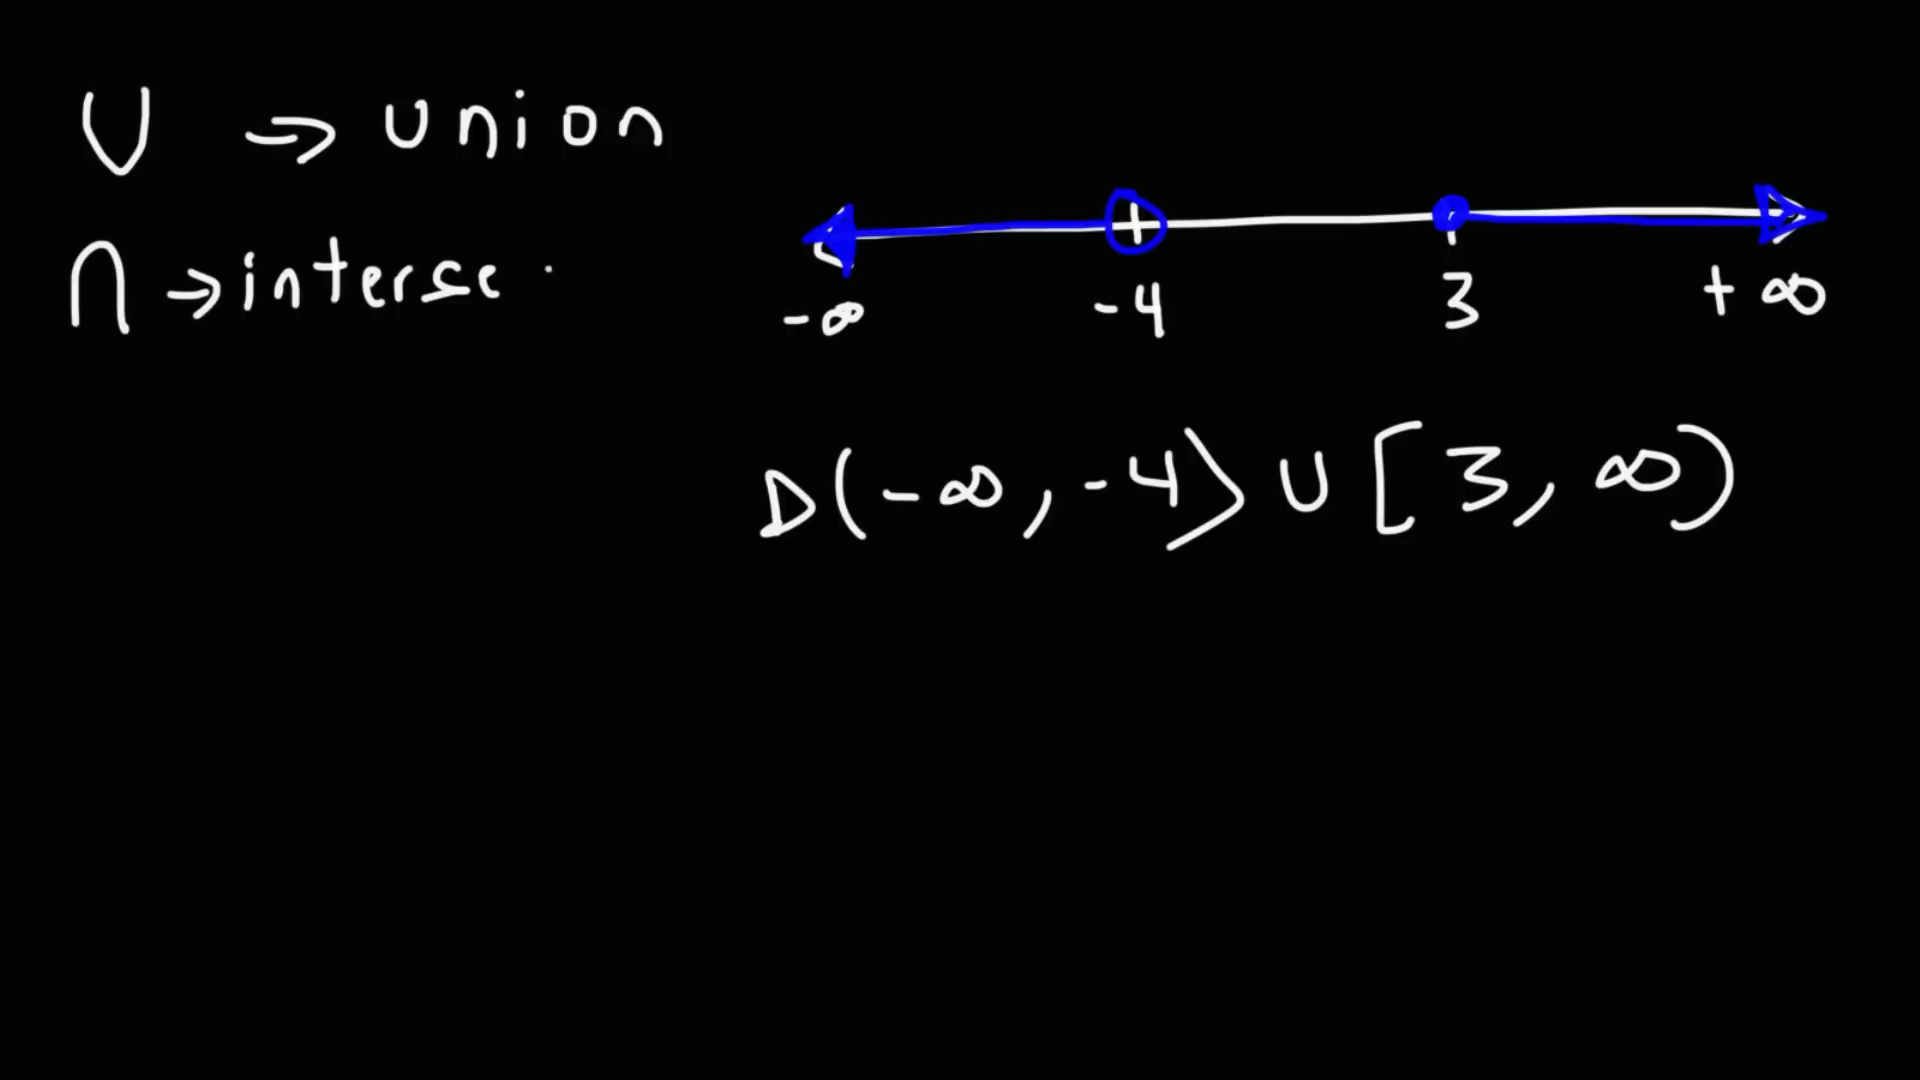 U ⇒ union
∩ → interse
-∞ -4 3 +∞
D(-∞, -4) U [3, ∞)